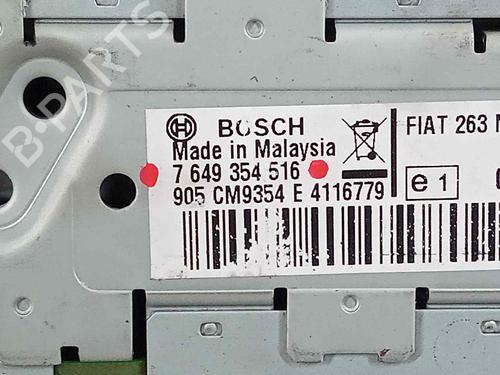 B-PARTS
BOSCH
Made in Malaysia
7 649 354 516
905 CM9354 E 4116779
FIAT 263
e1